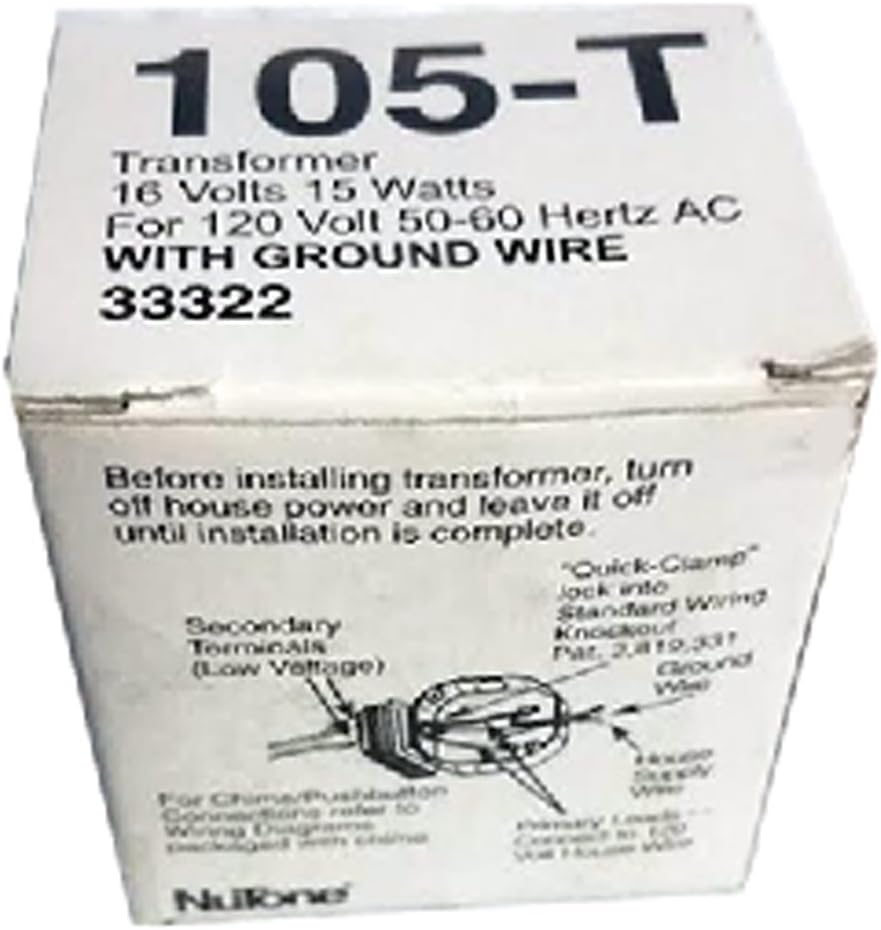 105-T
Transformer
16 Volts 15 Watts
For 120 Volt 50-60 Hertz AC
WITH GROUND WIRE
33322
Before installing transformer, turn
off house power and leave it off
until installation is complete.
"Quick-Clamp"
lock into
Standard Wiring
Knockout
Pat. 2,819,331
Secondary
Terminals
(Low Voltage)
Ground
Wire
House
Supply
Wire
For Chime/Pushbutton
Connections refer to
Wiring Diagrams
packaged with chime
Primary Leads
Connect to 120
Volt House Wire
NuTone